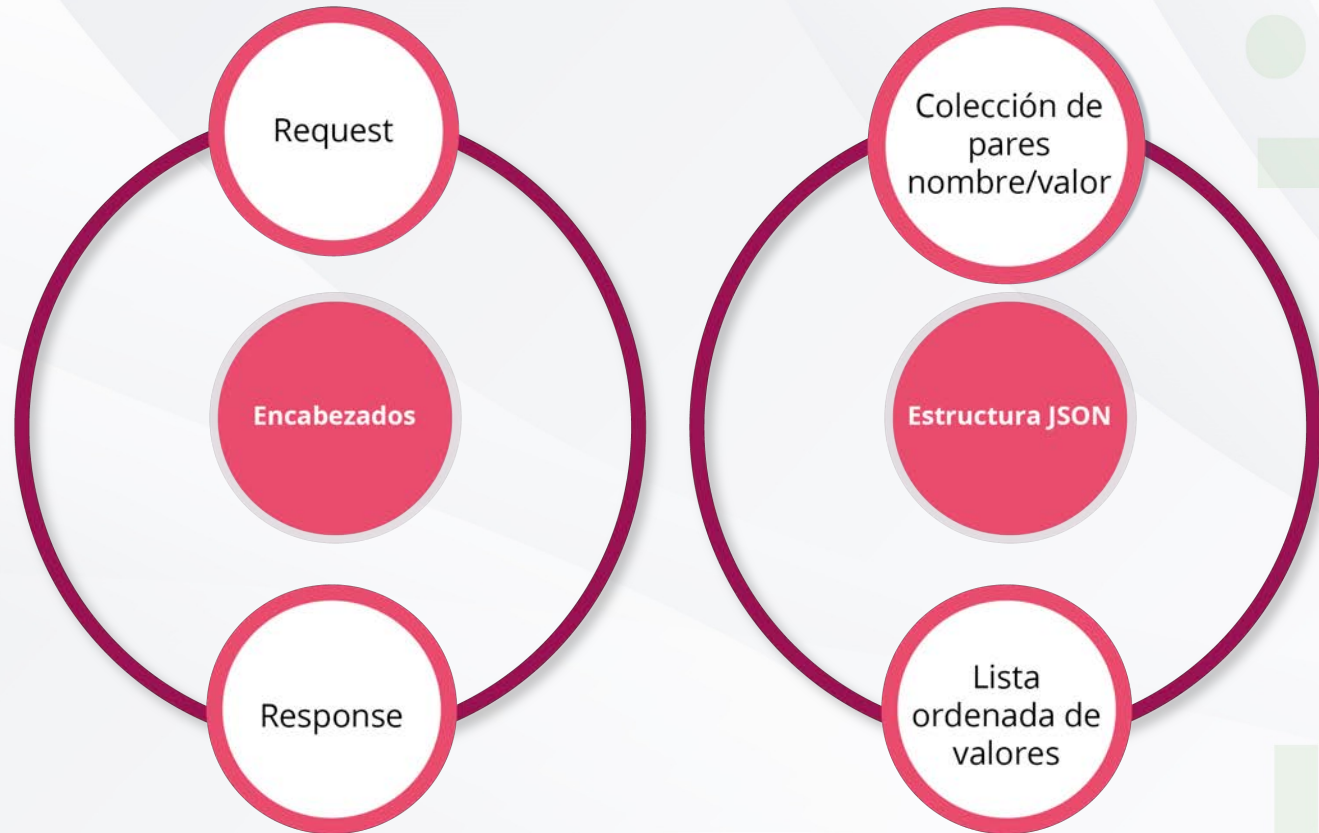 Request
Encabezados
Response
Colección de
pares
nombre/valor
Estructura JSON
Lista
ordenada de
valores